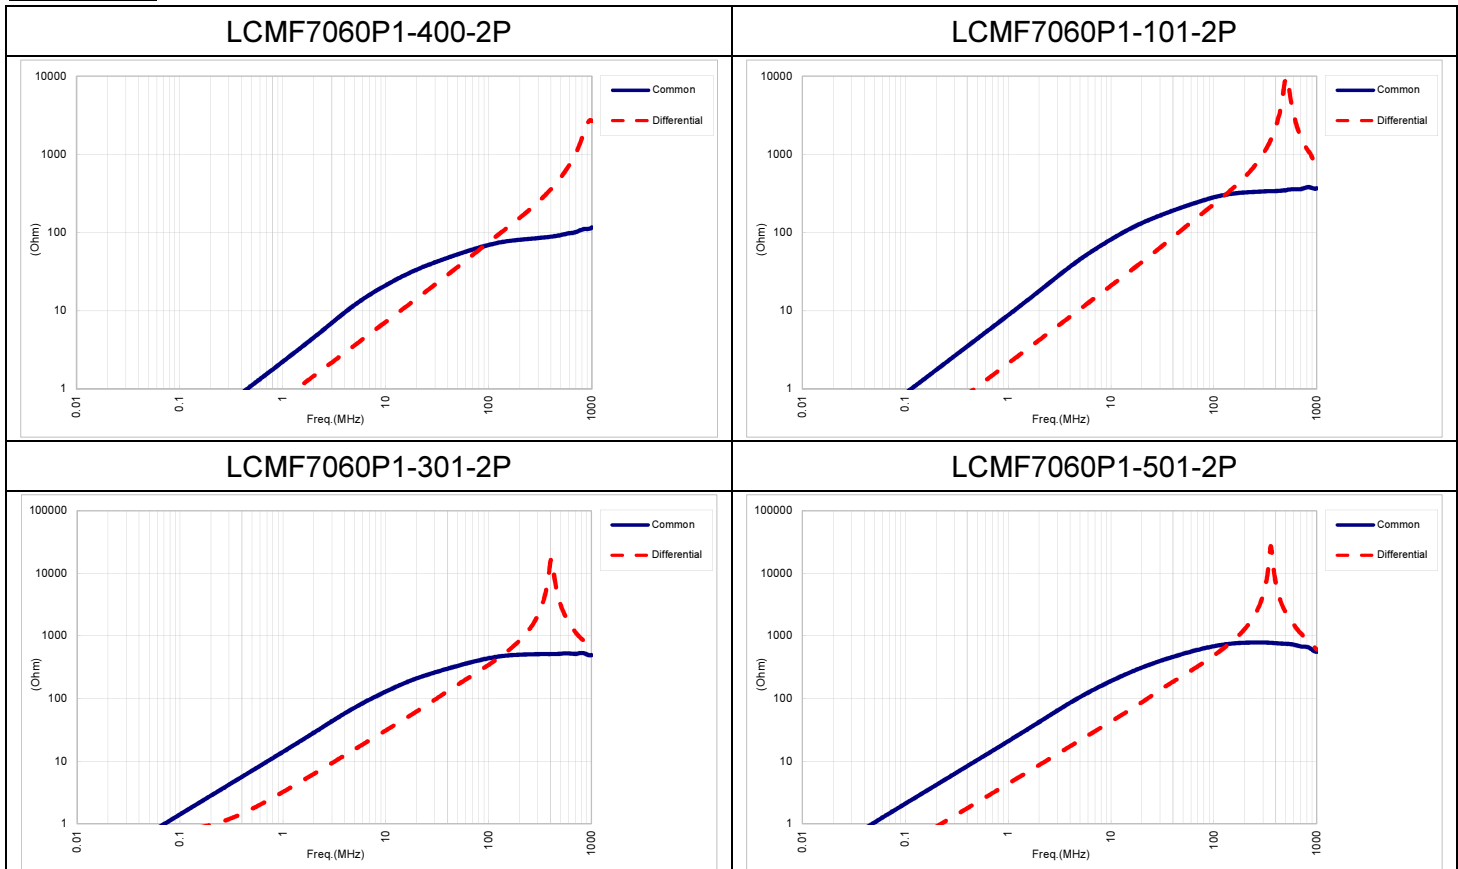 LCMF7060P1-400-2P
LCMF7060P1-101-2P
10000
1000
100
10
1
(Ohm)
0.01
0.1
1
10
100
1000
Freq.(MHz)
Common
Differential
10000
1000
100
10
1
(Ohm)
0.01
0.1
1
10
100
1000
Freq.(MHz)
Common
Differential
LCMF7060P1-301-2P
LCMF7060P1-501-2P
100000
10000
1000
100
10
1
(Ohm)
0.01
0.1
1
10
100
1000
Freq.(MHz)
Common
Differential
100000
10000
1000
100
10
1
(Ohm)
0.01
0.1
1
10
100
1000
Freq.(MHz)
Common
Differential